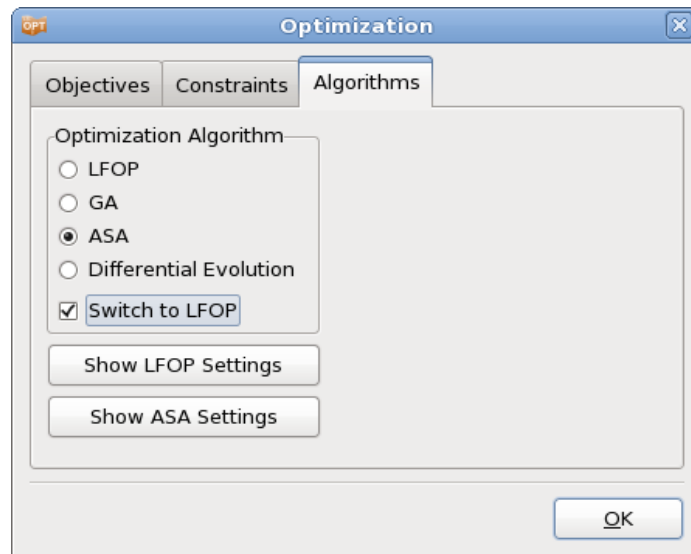 OPT
Optimization
Objectives Constraints Algorithms
Optimization Algorithm
LFOP
GA
ASA
Differential Evolution
Switch to LFOP
Show LFOP Settings
Show ASA Settings
OK